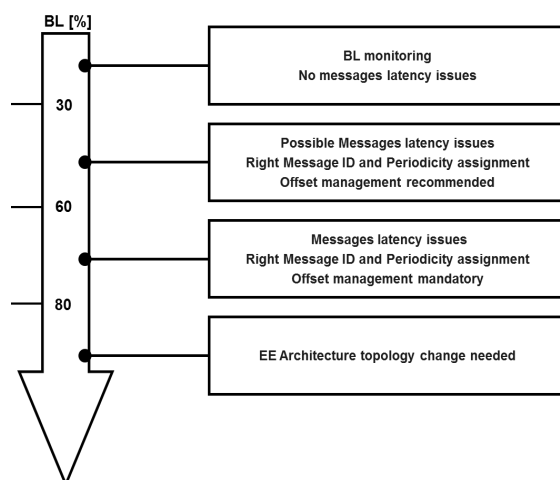 BL [%]
BL monitoring
No messages latency issues
30
Possible Messages latency issues
Right Message ID and Periodicity assignment
Offset management recommended
60
Messages latency issues
Right Message ID and Periodicity assignment
Offset management mandatory
80
EE Architecture topology change needed